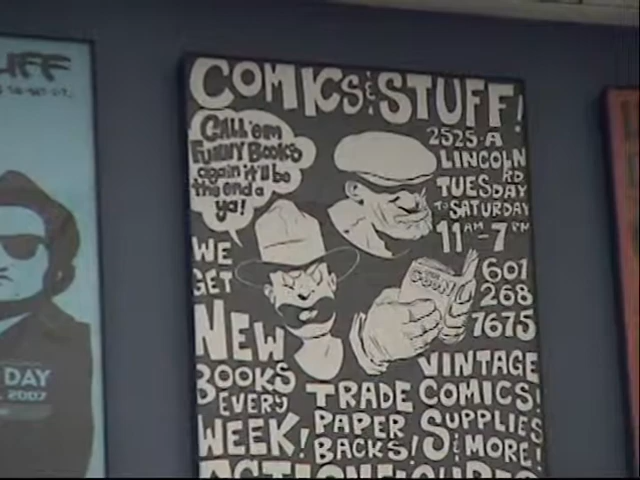 COMICS & STUFF!
CALL 'em
FUNNY BOOKS
again it'll be
the end a
ya!
2525-A
LINCOLN
RD
TUESDAY
TO SATURDAY
11AM-7PM
601
268
7675
WE
GET
NEW
BOOKS
EVERY
WEEK!
TRADE
PAPER
BACKS!
VINTAGE
COMICS!
SUPPLIES
& MORE!
ACTION FIGURES
DAY
2007